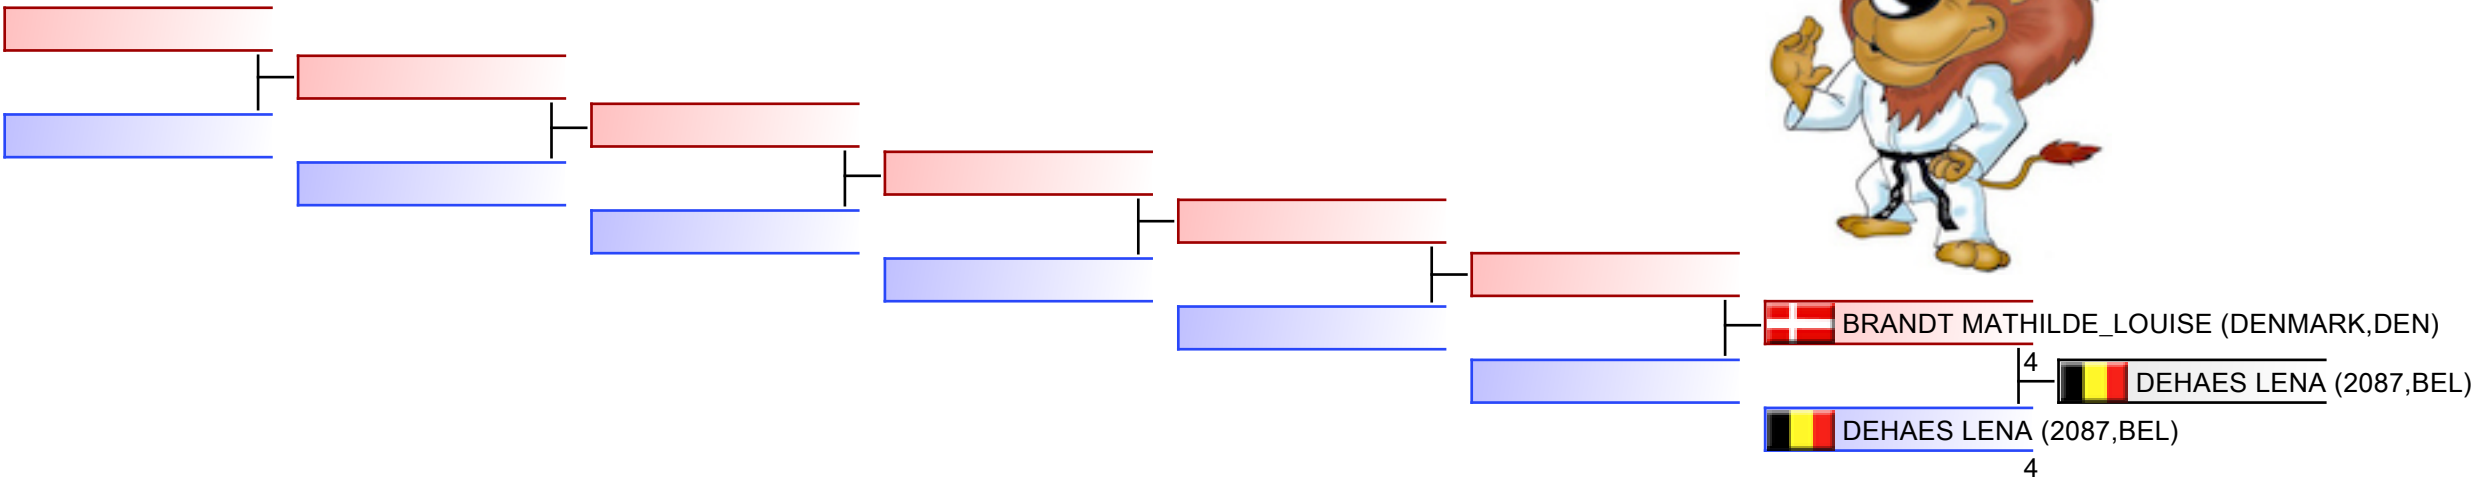 BRANDT MATHILDE_LOUISE (DENMARK,DEN)
4
DEHAES LENA (2087,BEL)
DEHAES LENA (2087,BEL)
4